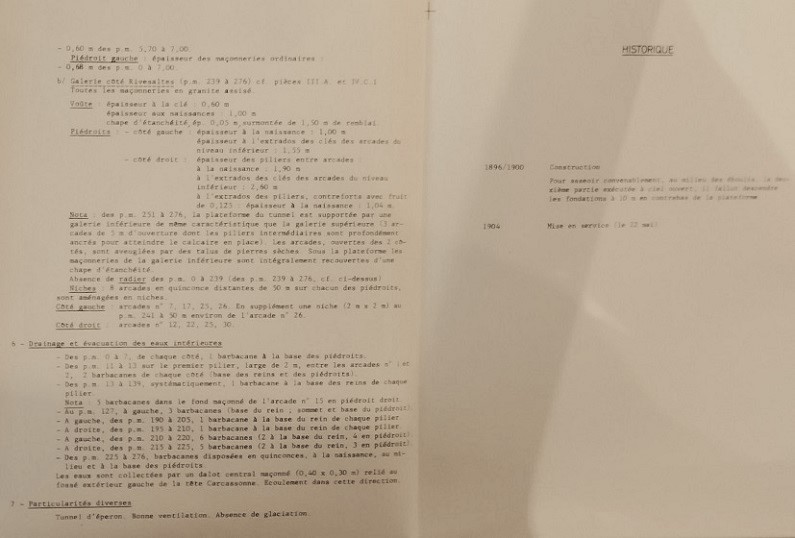 - 0,60 m des p.m. 5,70 à 7,00.
Piédroit gauche : épaisseur des maçonneries ordinaires :
- 0,68 m des p.m. 0 à 7,00.
b/ Galerie côté Rivesaltes (p.m. 239 à 276) cf. pièces III.A. et IV.C.)
Toutes les maçonneries en granite assisé.
Voûte : épaisseur à la clé : 0,60 m
épaisseur aux naissances : 1,00 m
chape d'étanchéité,ép. 0,05 m,surmontée de 1,50 m de remblai.
Piédroits : - côté gauche : épaisseur à la naissance : 1,00 m
épaisseur à l'extrados des clés des arcades du
niveau inférieur : 1,35 m
- côté droit : épaisseur des piliers entre arcades
à la naissance : 1,90 m
à l'extrados des clés des arcades du niveau
inférieur : 2,60 m
à l'extrados des piliers, contreforts avec fruit
de 0,123 : épaisseur à la naissance : 1,04 m.
Nota : des p.m. 251 à 276, la plateforme du tunnel est supportée par une
galerie inférieure de même caractéristique que la galerie supérieure (3 ar-
cades de 3 m d'ouverture dont les piliers intermédiaires sont profondément
ancrés pour atteindre le calcaire en place). Les arcades, ouvertes des 2 cô-
tés, sont aveuglées par des talus de pierres sèches. Sous la plateforme les
maçonneries de la galerie inférieure sont intégralement recouvertes d'une
chape d'étanchéité.
Absence de radier des p.m. 0 à 239 (des p.m. 239 à 276, cf. ci-dessus)
Niches : 8 arcades en quinconce distantes de 50 m sur chacun des piédroits,
sont aménagées en niches.
Côté gauche : arcades n° 7, 17, 25, 26. En supplément une niche (2 m x 2 m) au
p.m. 241 à 50 m environ de l'arcade n° 26.
Côté droit : arcades n° 12, 22, 25, 30.
6 - Drainage et évacuation des eaux intérieures
- Des p.m. 0 à 7, de chaque côté, 1 barbacane à la base des piédroits.
- Des p.m. 11 à 13 sur le premier pilier, large de 2 m, entre les arcades n° 1 et
2, 2 barbacanes de chaque côté (base des reins et des piédroits).
- Des p.m. 13 à 139, systématiquement, 1 barbacane à la base des reins de chaque
pilier.
Nota : 5 barbacanes dans le fond maçonné de l'arcade n° 13 en piédroit droit.
- Au p.m. 127, à gauche, 3 barbacanes (base du rein ; sommet et base du piédroit)
- A gauche, des p.m. 190 à 205, 1 barbacane à la base du rein de chaque pilier
- A droite, des p.m. 195 à 210, 1 barbacane à la base du rein de chaque pilier
- A gauche, des p.m. 210 à 220, 6 barbacanes (2 à la base du rein, 4 en piédroit)
- A droite, des p.m. 215 à 225, 5 barbacanes (2 à la base du rein, 3 en piédroit)
- Des p.m. 225 à 276, barbacanes disposées en quinconces, à la naissance, au mi-
lieu et à la base des piédroits.
Les eaux sont collectées par un dalot central maçonné (0,40 x 0,30 m) relié au
fossé extérieur gauche de la tête Carcassonne. Ecoulement dans cette direction.
7 - Particularités diverses
Tunnel d'éperon. Bonne ventilation. Absence de glaciation.
HISTORIQUE
1896/1900 Construction
Pour asseoir convenablement, au milieu des éboulis, la deu-
xième partie exécutée à ciel ouvert, il fallut descendre
les fondations à 10 m en contrebas de la plateforme
1904 Mise en service (le 10 mai)